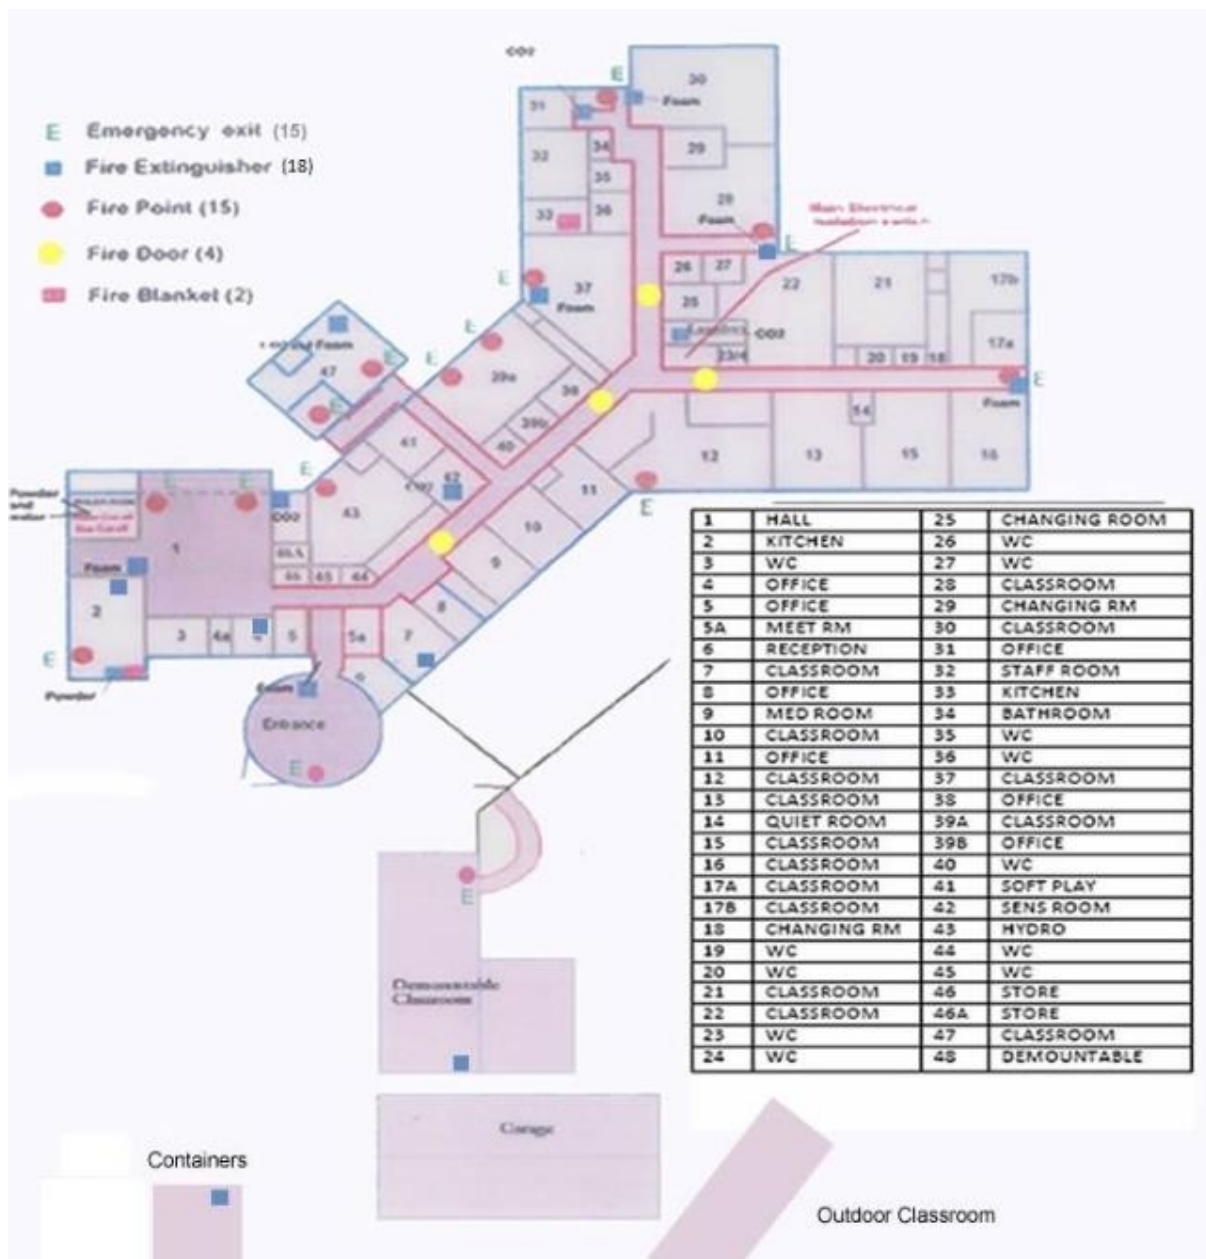 CO2
E Emergency exit (15)
Fire Extinguisher (18)
Fire Point (15)
Fire Door (4)
Fire Blanket (2)
E
30
Foam
31
34
29
32
35
33
36
28
Foam
Main Electrical
E
E
37
Foam
26
27
22
21
17b
25
CO2
23/4
20
19
18
17a
E
Foam
E
E
39a
38
39b
40
Foam
47
E
E
41
42
14
12
13
15
16
E
11
10
E
43
E
E
Powder
and
water
CO2
1
46A
46
45
44
9
Foam
2
8
3
4a
4
5
5a
7
6
E
Powder
Foam
Entrance
E
E
Demountable
Classroom
Garage
Containers
Outdoor Classroom
1 HALL 25 CHANGING ROOM
2 KITCHEN 26 WC
3 WC 27 WC
4 OFFICE 28 CLASSROOM
5 OFFICE 29 CHANGING RM
5A MEET RM 30 CLASSROOM
6 RECEPTION 31 OFFICE
7 CLASSROOM 32 STAFF ROOM
8 OFFICE 33 KITCHEN
9 MED ROOM 34 BATHROOM
10 CLASSROOM 35 WC
11 OFFICE 36 WC
12 CLASSROOM 37 CLASSROOM
13 CLASSROOM 38 OFFICE
14 QUIET ROOM 39A CLASSROOM
15 CLASSROOM 39B OFFICE
16 CLASSROOM 40 WC
17A CLASSROOM 41 SOFT PLAY
17B CLASSROOM 42 SENS ROOM
18 CHANGING RM 43 HYDRO
19 WC 44 WC
20 WC 45 WC
21 CLASSROOM 46 STORE
22 CLASSROOM 46A STORE
23 WC 47 CLASSROOM
24 WC 48 DEMOUNTABLE